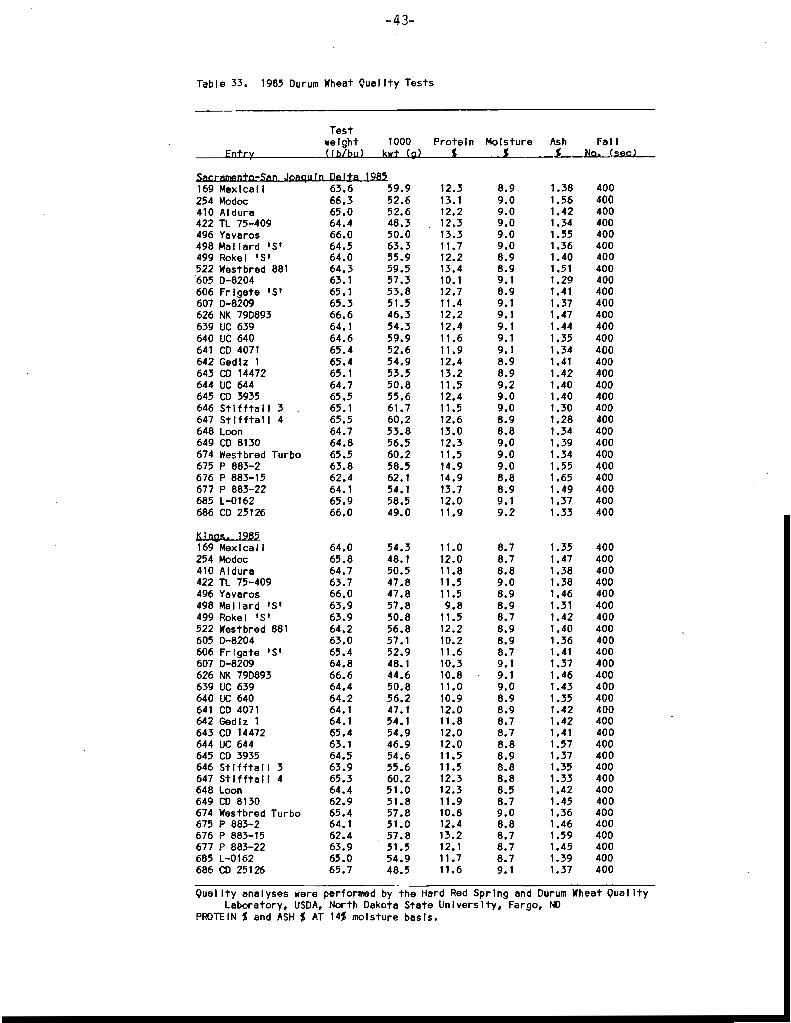 -43-
Table 33. 1985 Durum Wheat Quality Tests
Test
weight 1000 Protein Moisture Ash Fall
Entry (lb/bu) kwt (g) % % % No. (sec)
Sacramento-San Joaquin Delta 1985
169 Mexicali 63.6 59.9 12.3 8.9 1.38 400
254 Modoc 66.3 52.6 13.1 9.0 1.56 400
410 Aldura 65.0 52.6 12.2 9.0 1.42 400
422 TL 75-409 64.4 48.3 12.3 9.0 1.34 400
496 Yavaros 66.0 50.0 13.3 9.0 1.55 400
498 Mallard 'S' 64.5 63.3 11.7 9.0 1.36 400
499 Rokel 'S' 64.0 55.9 12.2 8.9 1.40 400
522 Westbred 881 64.3 59.5 13.4 8.9 1.51 400
605 D-8204 63.1 57.3 10.1 9.1 1.29 400
606 Frigate 'S' 65.1 53.8 12.7 8.9 1.41 400
607 D-8209 65.3 51.5 11.4 9.1 1.37 400
626 NK 79D893 66.6 46.3 12.2 9.1 1.47 400
639 UC 639 64.1 54.3 12.4 9.1 1.44 400
640 UC 640 64.6 59.9 11.6 9.1 1.35 400
641 CD 4071 65.4 52.6 11.9 9.1 1.34 400
642 Gediz 1 65.4 54.9 12.4 8.9 1.41 400
643 CD 14472 65.1 53.5 13.2 8.9 1.42 400
644 UC 644 64.7 50.8 11.5 9.2 1.40 400
645 CD 3935 65.5 55.6 12.4 9.0 1.40 400
646 Stifftail 3 65.1 61.7 11.5 9.0 1.30 400
647 Stifftail 4 65.5 60.2 12.6 8.9 1.28 400
648 Loon 64.7 53.8 13.0 8.8 1.34 400
649 CD 8130 64.8 56.5 12.3 9.0 1.39 400
674 Westbred Turbo 65.5 60.2 11.5 9.0 1.34 400
675 P 883-2 63.8 58.5 14.9 9.0 1.55 400
676 P 883-15 62.4 62.1 14.9 8.8 1.65 400
677 P 883-22 64.1 54.1 13.7 8.9 1.49 400
685 L-0162 65.9 58.5 12.0 9.1 1.37 400
686 CD 25126 66.0 49.0 11.9 9.2 1.33 400
Kings, 1985
169 Mexicali 64.0 54.3 11.0 8.7 1.35 400
254 Modoc 65.8 48.1 12.0 8.7 1.47 400
410 Aldura 64.7 50.5 11.8 8.8 1.38 400
422 TL 75-409 63.7 47.8 11.5 9.0 1.38 400
496 Yavaros 66.0 47.8 11.5 8.9 1.46 400
498 Mallard 'S' 63.9 57.8 9.8 8.9 1.31 400
499 Rokel 'S' 63.9 50.8 11.5 8.7 1.42 400
522 Westbred 881 64.2 56.8 12.2 8.9 1.40 400
605 D-8204 63.0 57.1 10.2 8.9 1.36 400
606 Frigate 'S' 65.4 52.9 11.6 8.7 1.41 400
607 D-8209 64.8 48.1 10.3 9.1 1.37 400
626 NK 79D893 66.6 44.6 10.8 9.1 1.46 400
639 UC 639 64.4 50.8 11.0 9.0 1.43 400
640 UC 640 64.2 56.2 10.9 8.9 1.35 400
641 CD 4071 64.1 47.1 12.0 8.9 1.42 400
642 Gediz 1 64.1 54.1 11.8 8.7 1.42 400
643 CD 14472 65.4 54.9 12.0 8.7 1.41 400
644 UC 644 63.1 46.9 12.0 8.8 1.57 400
645 CD 3935 64.5 54.6 11.5 8.9 1.37 400
646 Stifftail 3 63.9 55.6 11.5 8.8 1.35 400
647 Stifftail 4 65.3 60.2 12.3 8.8 1.33 400
648 Loon 64.4 51.0 12.3 8.5 1.42 400
649 CD 8130 62.9 51.8 11.9 8.7 1.45 400
674 Westbred Turbo 65.4 57.8 10.8 9.0 1.36 400
675 P 883-2 64.1 51.0 12.4 8.8 1.46 400
676 P 883-15 62.4 57.8 13.2 8.7 1.59 400
677 P 883-22 63.9 51.5 12.1 8.7 1.45 400
685 L-0162 65.0 54.9 11.7 8.7 1.39 400
686 CD 25126 65.7 48.5 11.6 9.1 1.37 400
Quality analyses were performed by the Hard Red Spring and Durum Wheat Quality
Laboratory, USDA, North Dakota State University, Fargo, ND
PROTEIN % and ASH % AT 14% moisture basis.